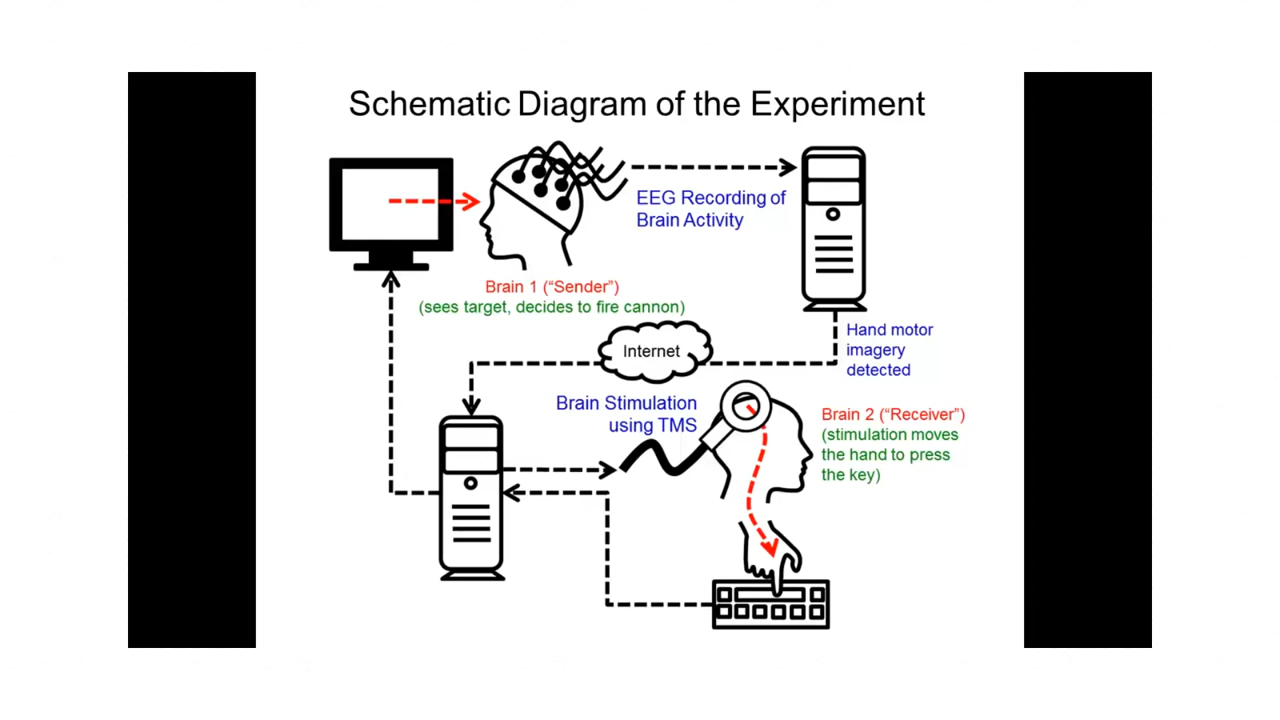 Schematic Diagram of the Experiment
EEG Recording of
Brain Activity
Brain 1 (“Sender”)
(sees target, decides to fire cannon)
Internet
Hand motor
imagery
detected
Brain Stimulation
using TMS
Brain 2 (“Receiver”)
(stimulation moves
the hand to press
the key)